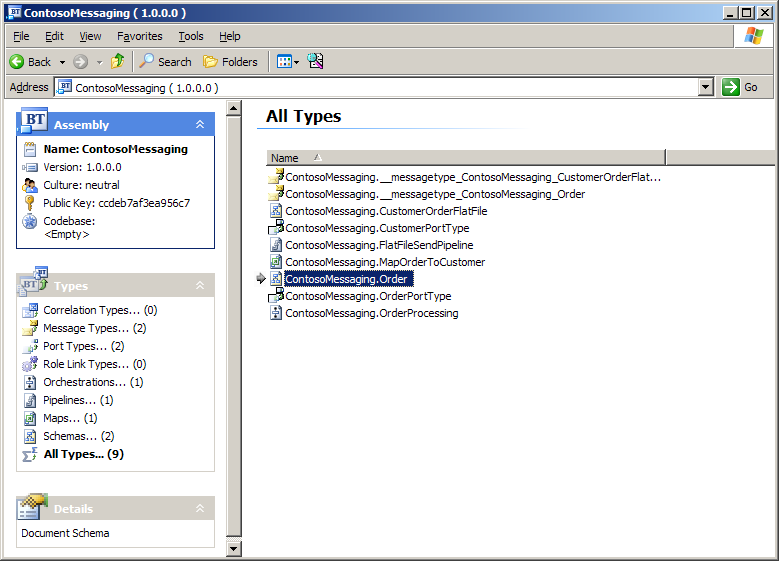 ContosoMessaging ( 1.0.0.0 )
File Edit View Favorites Tools Help
Back Search Folders
Address ContosoMessaging ( 1.0.0.0 ) Go
BT Assembly
Name: ContosoMessaging
Version: 1.0.0.0
Culture: neutral
Public Key: ccdeb7af3ea956c7
Codebase:
<Empty>
Types
Correlation Types... (0)
Message Types... (2)
Port Types... (2)
Role Link Types... (0)
Orchestrations... (1)
Pipelines... (1)
Maps... (1)
Schemas... (2)
All Types... (9)
Details
Document Schema
All Types
Name
ContosoMessaging.__messagetype_ContosoMessaging_CustomerOrderFlat...
ContosoMessaging.__messagetype_ContosoMessaging_Order
ContosoMessaging.CustomerOrderFlatFile
ContosoMessaging.CustomerPortType
ContosoMessaging.FlatFileSendPipeline
ContosoMessaging.MapOrderToCustomer
ContosoMessaging.Order
ContosoMessaging.OrderPortType
ContosoMessaging.OrderProcessing